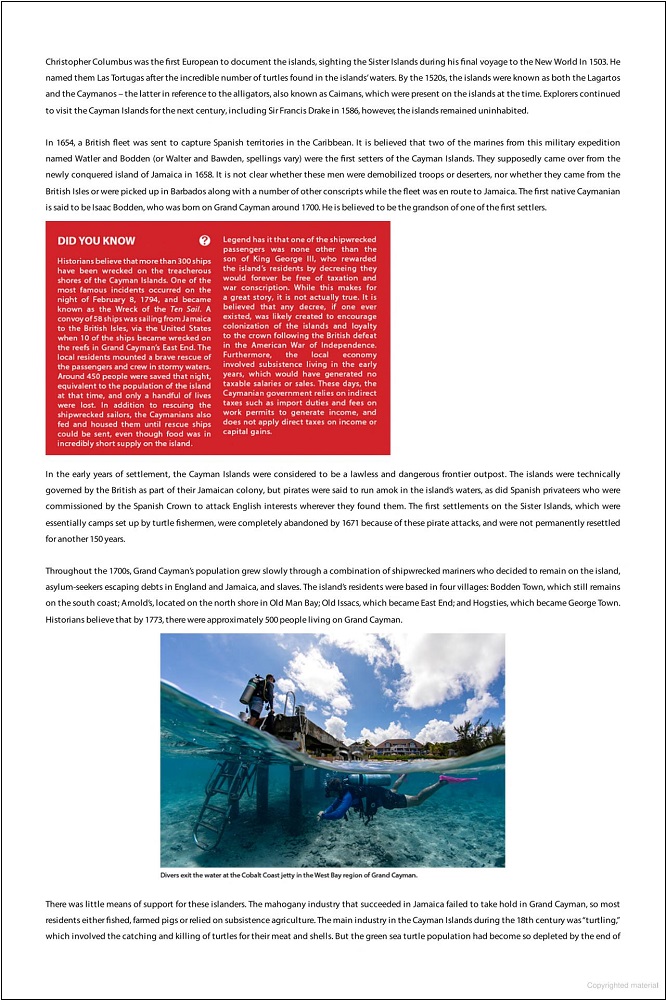 Christopher Columbus was the first European to document the islands, sighting the Sister Islands during his final voyage to the New World In 1503. He
named them Las Tortugas after the incredible number of turtles found in the islands' waters. By the 1520s, the islands were known as both the Lagartos
and the Caymanos – the latter in reference to the alligators, also known as Caimans, which were present on the islands at the time. Explorers continued
to visit the Cayman Islands for the next century, including Sir Francis Drake in 1586, however, the islands remained uninhabited.
In 1654, a British fleet was sent to capture Spanish territories in the Caribbean. It is believed that two of the marines from this military expedition
named Watler and Bodden (or Walter and Bawden, spellings vary) were the first setters of the Cayman Islands. They supposedly came over from the
newly conquered island of Jamaica in 1658. It is not clear whether these men were demobilized troops or deserters, nor whether they came from the
British Isles or were picked up in Barbados along with a number of other conscripts while the fleet was en route to Jamaica. The first native Caymanian
is said to be Isaac Bodden, who was born on Grand Cayman around 1700. He is believed to be the grandson of one of the first settlers.
DID YOU KNOW ?
Historians believe that more than 300 ships
have been wrecked on the treacherous
shores of the Cayman Islands. One of the
most famous incidents occurred on the
night of February 8, 1794, and became
known as the Wreck of the Ten Sail. A
convoy of 58 ships was sailing from Jamaica
to the British Isles, via the United States
when 10 of the ships became wrecked on
the reefs in Grand Cayman's East End. The
local residents mounted a brave rescue of
the passengers and crew in stormy waters.
Around 450 people were saved that night,
equivalent to the population of the island
at that time, and only a handful of lives
were lost. In addition to rescuing the
shipwrecked sailors, the Caymanians also
fed and housed them until rescue ships
could be sent, even though food was in
incredibly short supply on the island.
Legend has it that one of the shipwrecked
passengers was none other than the
son of King George III, who rewarded
the island's residents by decreeing they
would forever be free of taxation and
war conscription. While this makes for
a great story, it is not actually true. It is
believed that any decree, if one ever
existed, was likely created to encourage
colonization of the islands and loyalty
to the crown following the British defeat
in the American War of Independence.
Furthermore, the local economy
involved subsistence living in the early
years, which would have generated no
taxable salaries or sales. These days, the
Caymanian government relies on indirect
taxes such as import duties and fees on
work permits to generate income, and
does not apply direct taxes on income or
capital gains.
In the early years of settlement, the Cayman Islands were considered to be a lawless and dangerous frontier outpost. The islands were technically
governed by the British as part of their Jamaican colony, but pirates were said to run amok in the island's waters, as did Spanish privateers who were
commissioned by the Spanish Crown to attack English interests wherever they found them. The first settlements on the Sister Islands, which were
essentially camps set up by turtle fishermen, were completely abandoned by 1671 because of these pirate attacks, and were not permanently resettled
for another 150 years.
Throughout the 1700s, Grand Cayman's population grew slowly through a combination of shipwrecked mariners who decided to remain on the island,
asylum-seekers escaping debts in England and Jamaica, and slaves. The island's residents were based in four villages: Bodden Town, which still remains
on the south coast; Arnold's, located on the north shore in Old Man Bay; Old Issacs, which became East End; and Hogsties, which became George Town.
Historians believe that by 1773, there were approximately 500 people living on Grand Cayman.
Divers exit the water at the Cobalt Coast jetty in the West Bay region of Grand Cayman.
There was little means of support for these islanders. The mahogany industry that succeeded in Jamaica failed to take hold in Grand Cayman, so most
residents either fished, farmed pigs or relied on subsistence agriculture. The main industry in the Cayman Islands during the 18th century was "turtling,"
which involved the catching and killing of turtles for their meat and shells. But the green sea turtle population had become so depleted by the end of
Copyrighted material